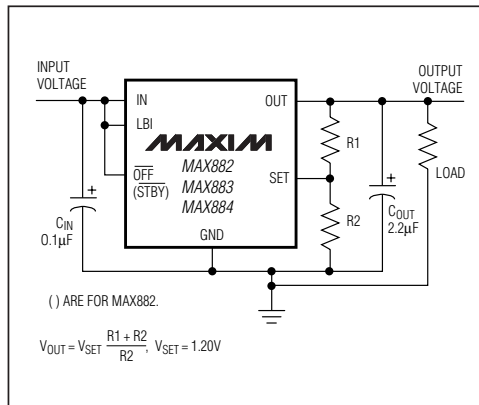 INPUT
VOLTAGE
OUTPUT
VOLTAGE
IN
OUT
LBI
MAXIM
R1
OFF
(STBY)
MAX882
MAX883
MAX884
SET
LOAD
+
CIN
0.1µF
R2
+
COUT
2.2µF
GND
( ) ARE FOR MAX882.
VOUT = VSET (R1 + R2)/R2, VSET = 1.20V